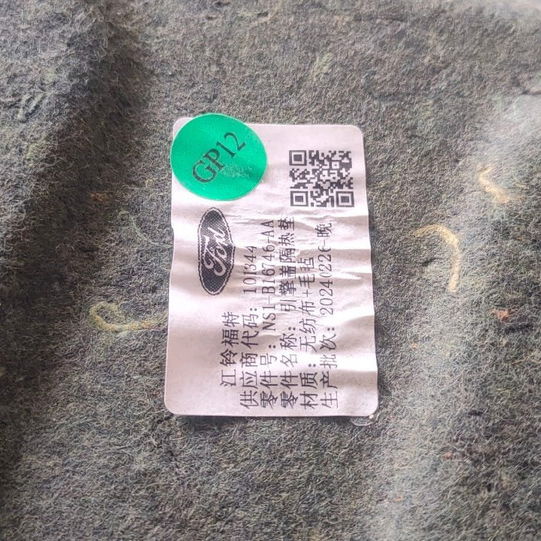 GP12
Ford
江铃福特
供应商代码: 101344
零件号: NS1-B16746-AA
零件名称: 引擎盖隔热垫
材质: 无纺布+毛毡
生产批次: 20240226-晚